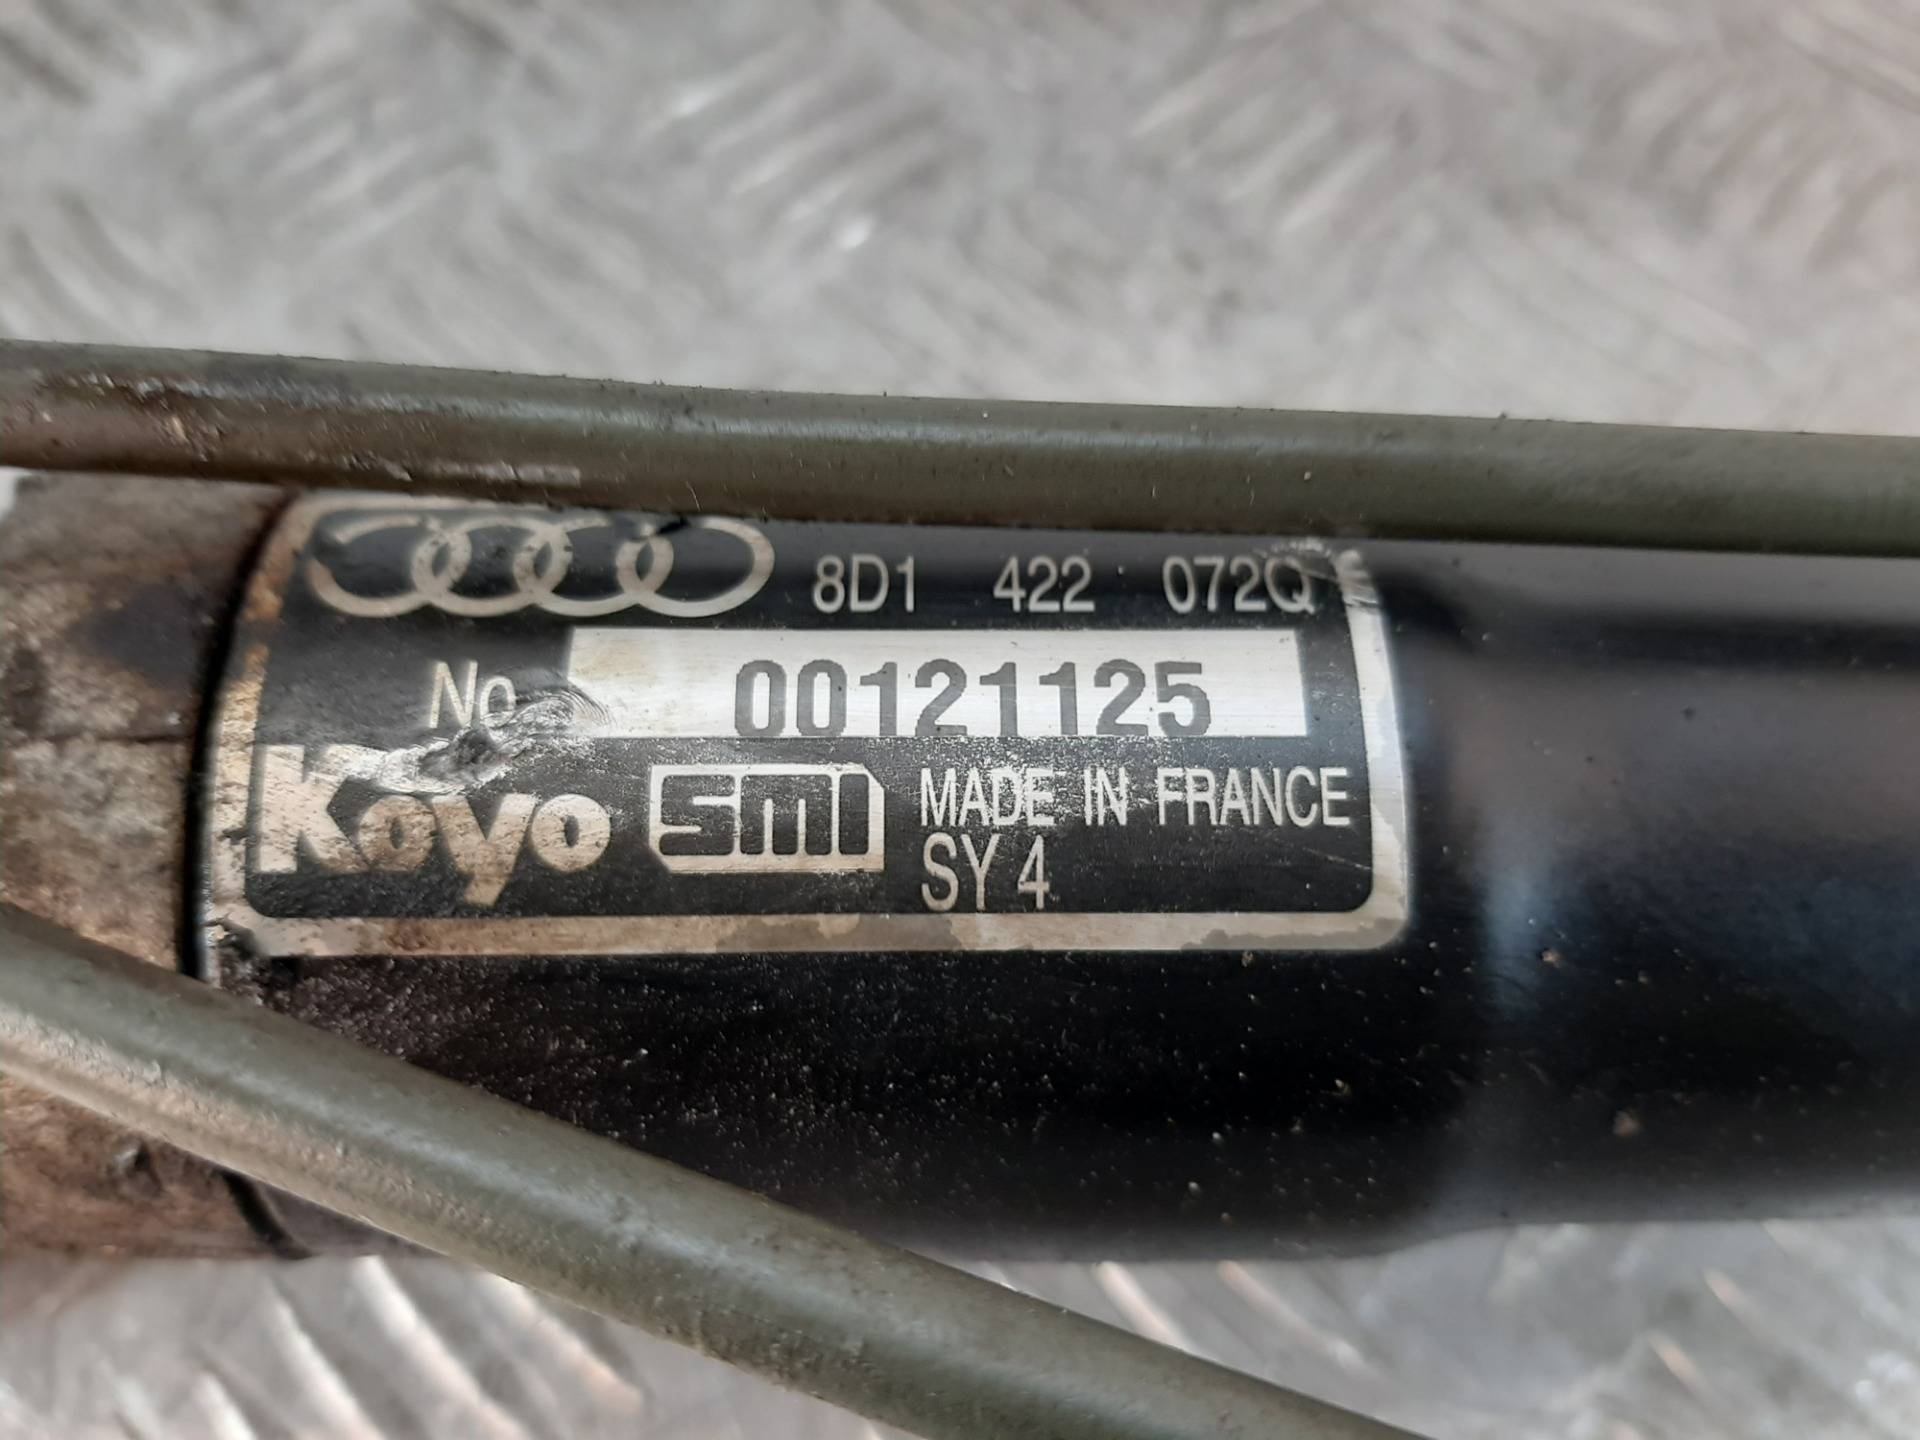 8D1 422 072Q
No 00121125
Koyo SMI MADE IN FRANCE
SY 4